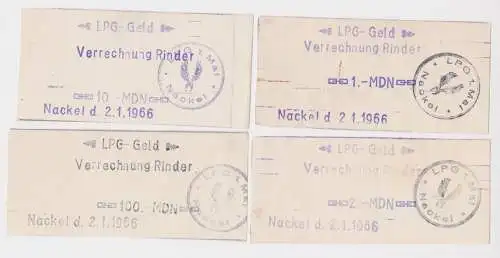 LPG-Geld
Verrechnung Rinder
10.-MDN
Nackel d. 2.1.1966
LPG 1. Mai
Nackel
LPG-Geld
Verrechnung Rinder
1.-MDN
Nackel d. 2.1.1966
LPG 1. Mai
Nackel
LPG-Geld
Verrechnung Rinder
100.-MDN
Nackel d. 2.1.1966
LPG 1. Mai
Nackel
LPG-Geld
Verrechnung Rinder
2.-MDN
Nackel d. 2.1.1966
LPG 1. Mai
Nackel